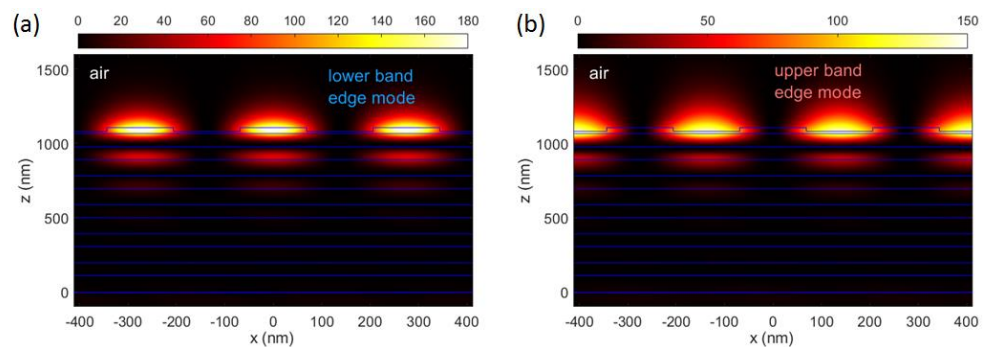 (a)
0 20 40 60 80 100 120 140 160 180
air
lower band
edge mode
1500
1000
500
0
z (nm)
-400 -300 -200 -100 0 100 200 300 400
x (nm)
(b)
0 50 100 150
air
upper band
edge mode
1500
1000
500
0
z (nm)
-400 -300 -200 -100 0 100 200 300 400
x (nm)